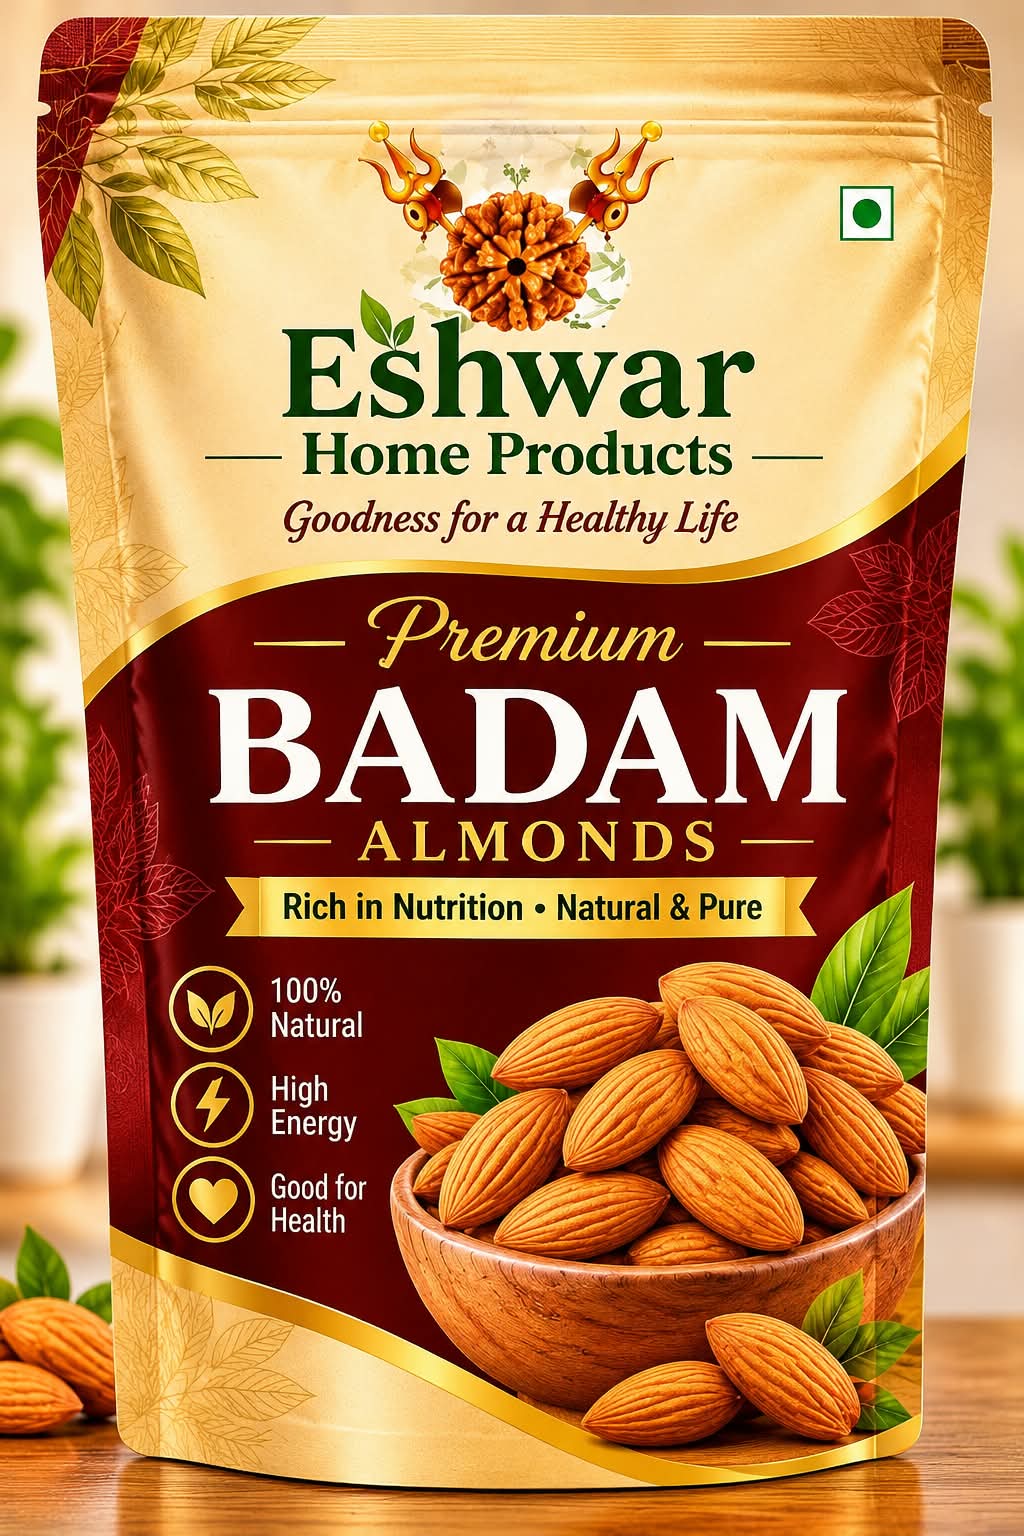 Eshwar
Home Products
Goodness for a Healthy Life
Premium
BADAM
ALMONDS
Rich in Nutrition • Natural & Pure
100%
Natural
High
Energy
Good for
Health